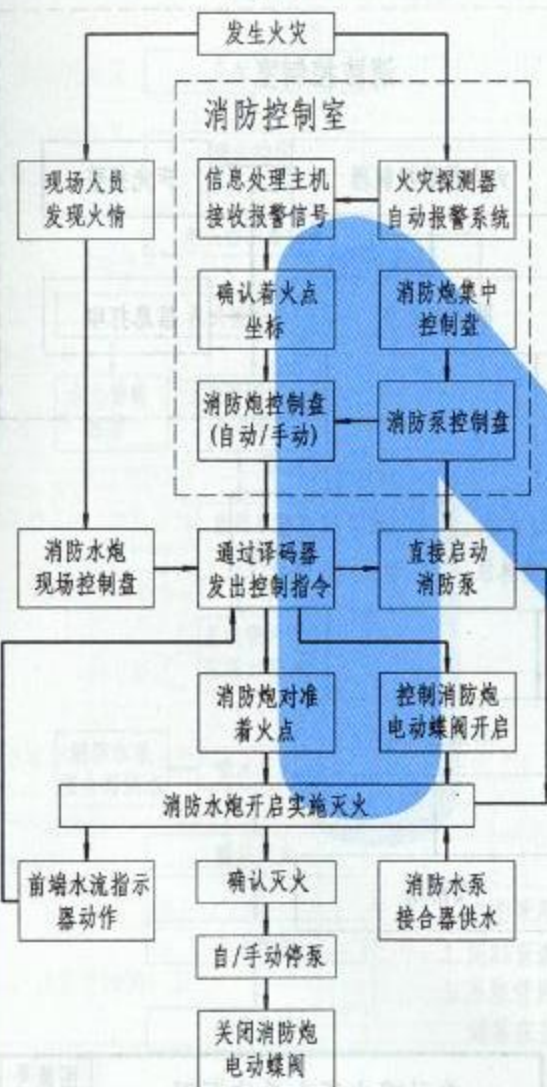 发生火灾
消防控制室
现场人员
发现火情
信息处理主机
接收报警信号
火灾探测器
自动报警系统
确认着火点
坐标
消防炮集中
控制盘
消防炮控制盘
(自动/手动)
消防泵控制盘
消防水炮
现场控制盘
通过译码器
发出控制指令
直接启动
消防泵
消防炮对准
着火点
控制消防炮
电动蝶阀开启
消防水炮开启实施灭火
前端水流指示
器动作
确认灭火
消防水泵
接合器供水
自/手动停泵
关闭消防炮
电动蝶阀